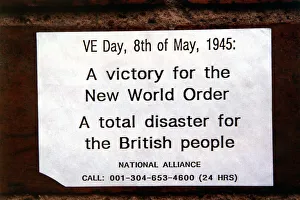 VE Day, 8th of May, 1945:
A victory for the
New World Order
A total disaster for
the British people
NATIONAL ALLIANCE
CALL: 001-304-653-4600 (24 HRS)